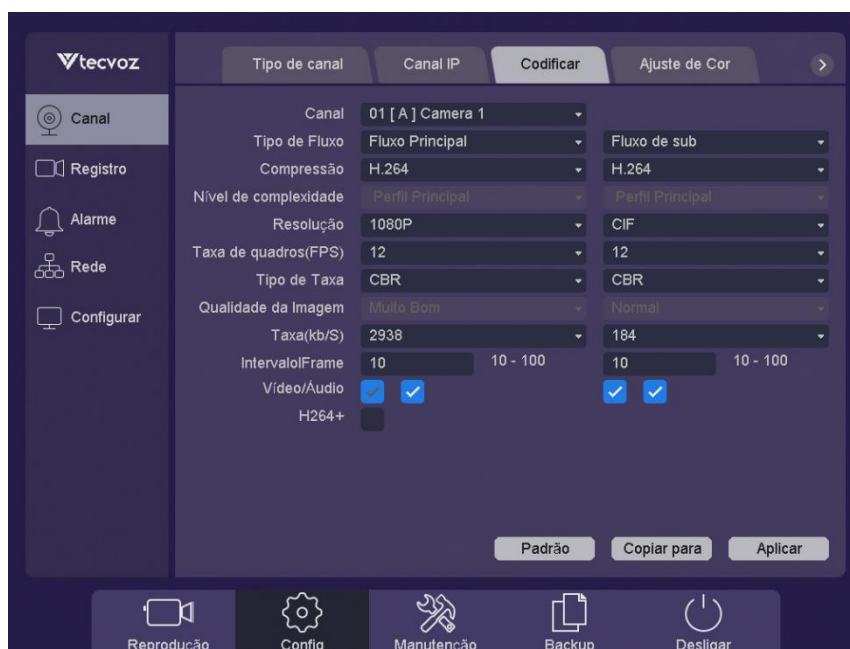 tecvoz
Tipo de canal Canal IP Codificar Ajuste de Cor >
Canal
Registro
Alarme
Rede
Configurar
Canal 01 [ A ] Camera 1
Tipo de Fluxo Fluxo Principal Fluxo de sub
Compressão H.264 H.264
Nível de complexidade Perfil Principal Perfil Principal
Resolução 1080P CIF
Taxa de quadros(FPS) 12 12
Tipo de Taxa CBR CBR
Qualidade da Imagem Muito Bom Normal
Taxa(kb/S) 2938 184
IntervaloIFrame 10 10 - 100 10 10 - 100
Vídeo/Áudio
H264+
Padrão Copiar para Aplicar
Reprodução Config Manutenção Backup Desligar